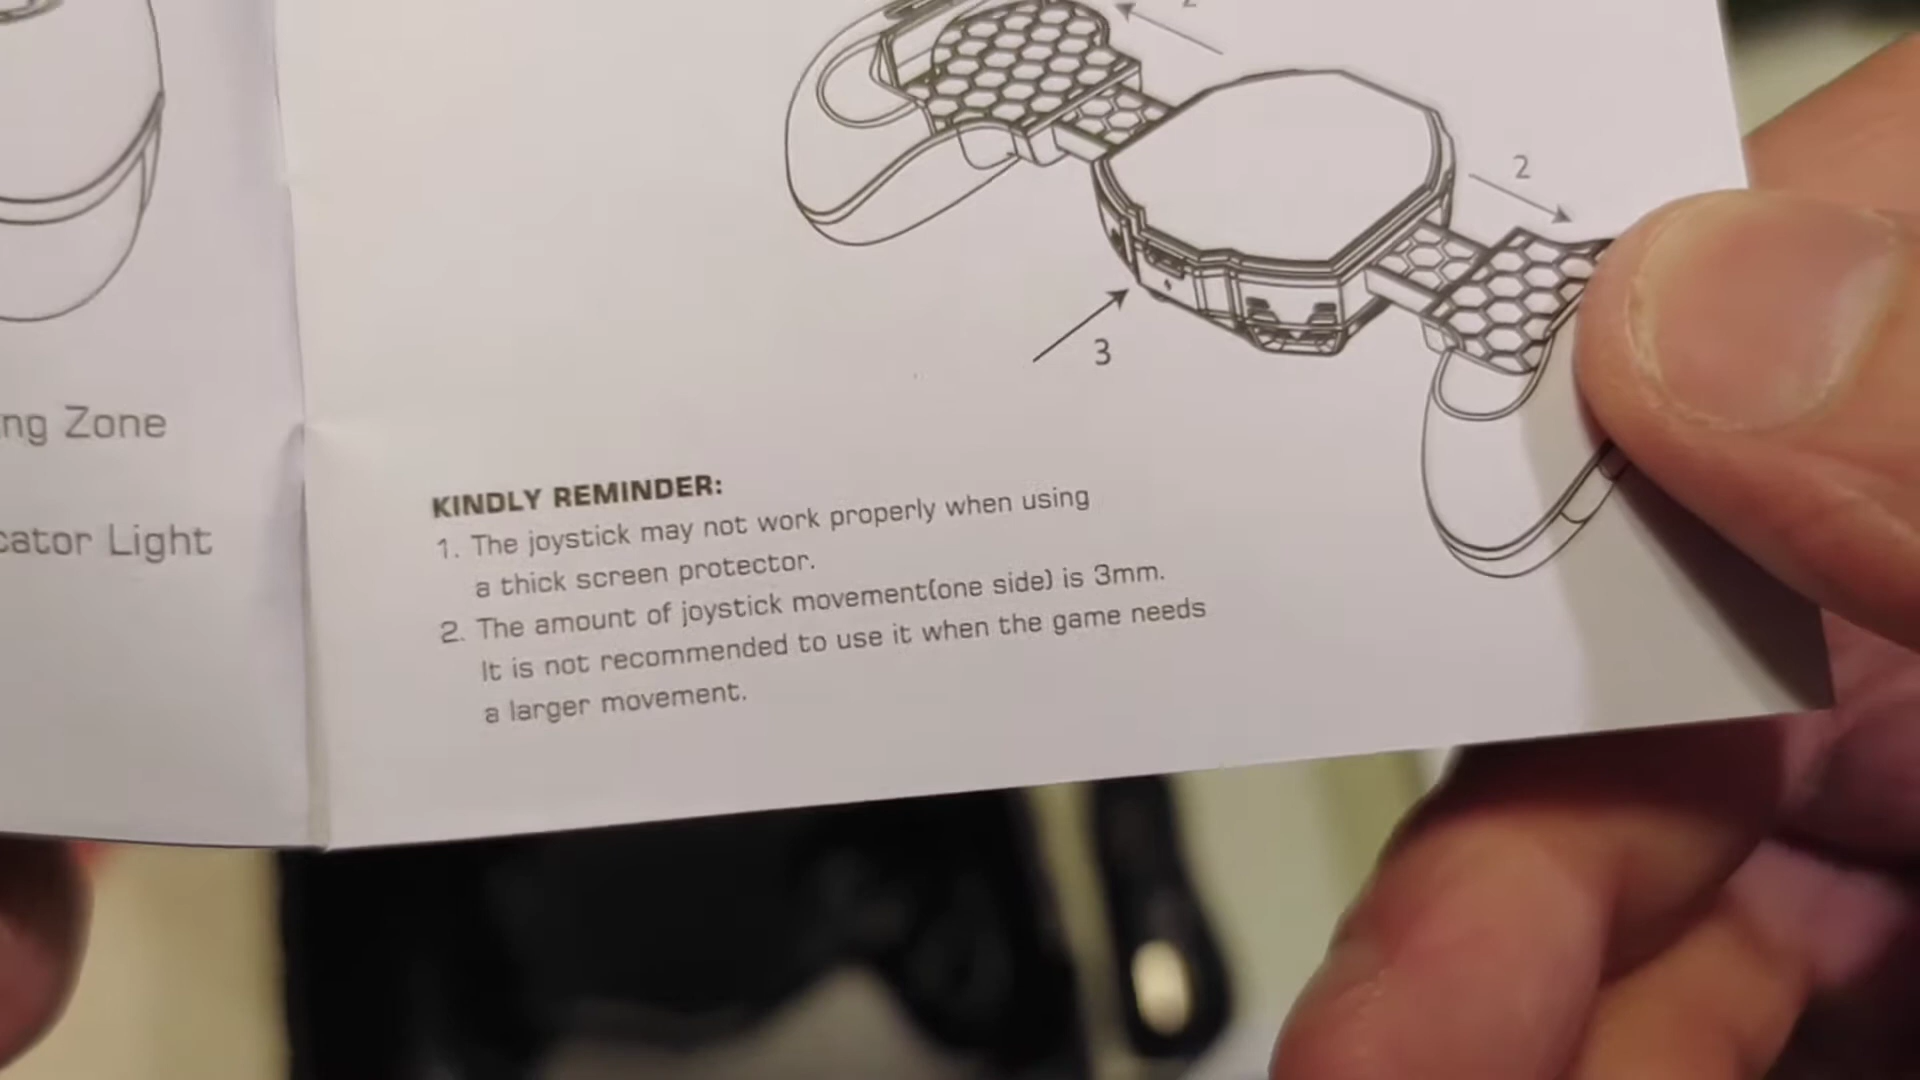 2
3
ng Zone
cator Light
KINDLY REMINDER:
1. The joystick may not work properly when using
a thick screen protector.
2. The amount of joystick movement(one side) is 3mm.
It is not recommended to use it when the game needs
a larger movement.